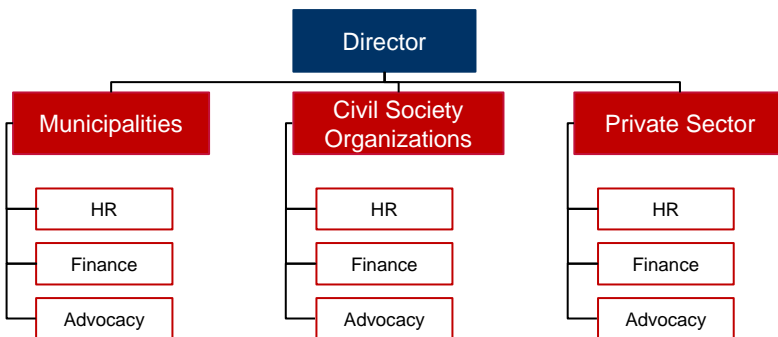 Director
Municipalities
Civil Society
Organizations
Private Sector
HR
HR
HR
Finance
Finance
Finance
Advocacy
Advocacy
Advocacy